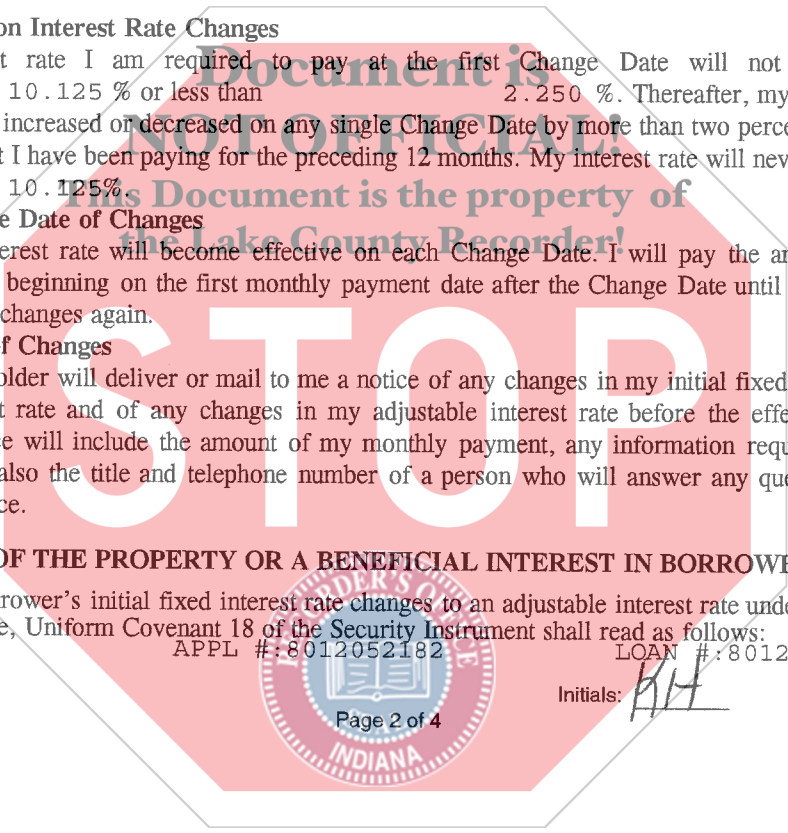 on Interest Rate Changes
t rate I am required to pay at the first Change Date will not
10.125 % or less than 2.250 %. Thereafter, my
increased or decreased on any single Change Date by more than two perce
t I have been paying for the preceding 12 months. My interest rate will nev
10.125%.
e Date of Changes
erest rate will become effective on each Change Date. I will pay the a
beginning on the first monthly payment date after the Change Date until
changes again.
f Changes
older will deliver or mail to me a notice of any changes in my initial fixed
t rate and of any changes in my adjustable interest rate before the effe
e will include the amount of my monthly payment, any information requ
also the title and telephone number of a person who will answer any que
ce.
OF THE PROPERTY OR A BENEFICIAL INTEREST IN BORROWE
rower's initial fixed interest rate changes to an adjustable interest rate unde
e, Uniform Covenant 18 of the Security Instrument shall read as follows:
APPL #:8012052182 LOAN #:8012
Initials: KH
Page 2 of 4
Document is
NOT OFFICIAL!
This Document is the property of
the Lake County Recorder!
STOP
RECORDER'S OFFICE
INDIANA